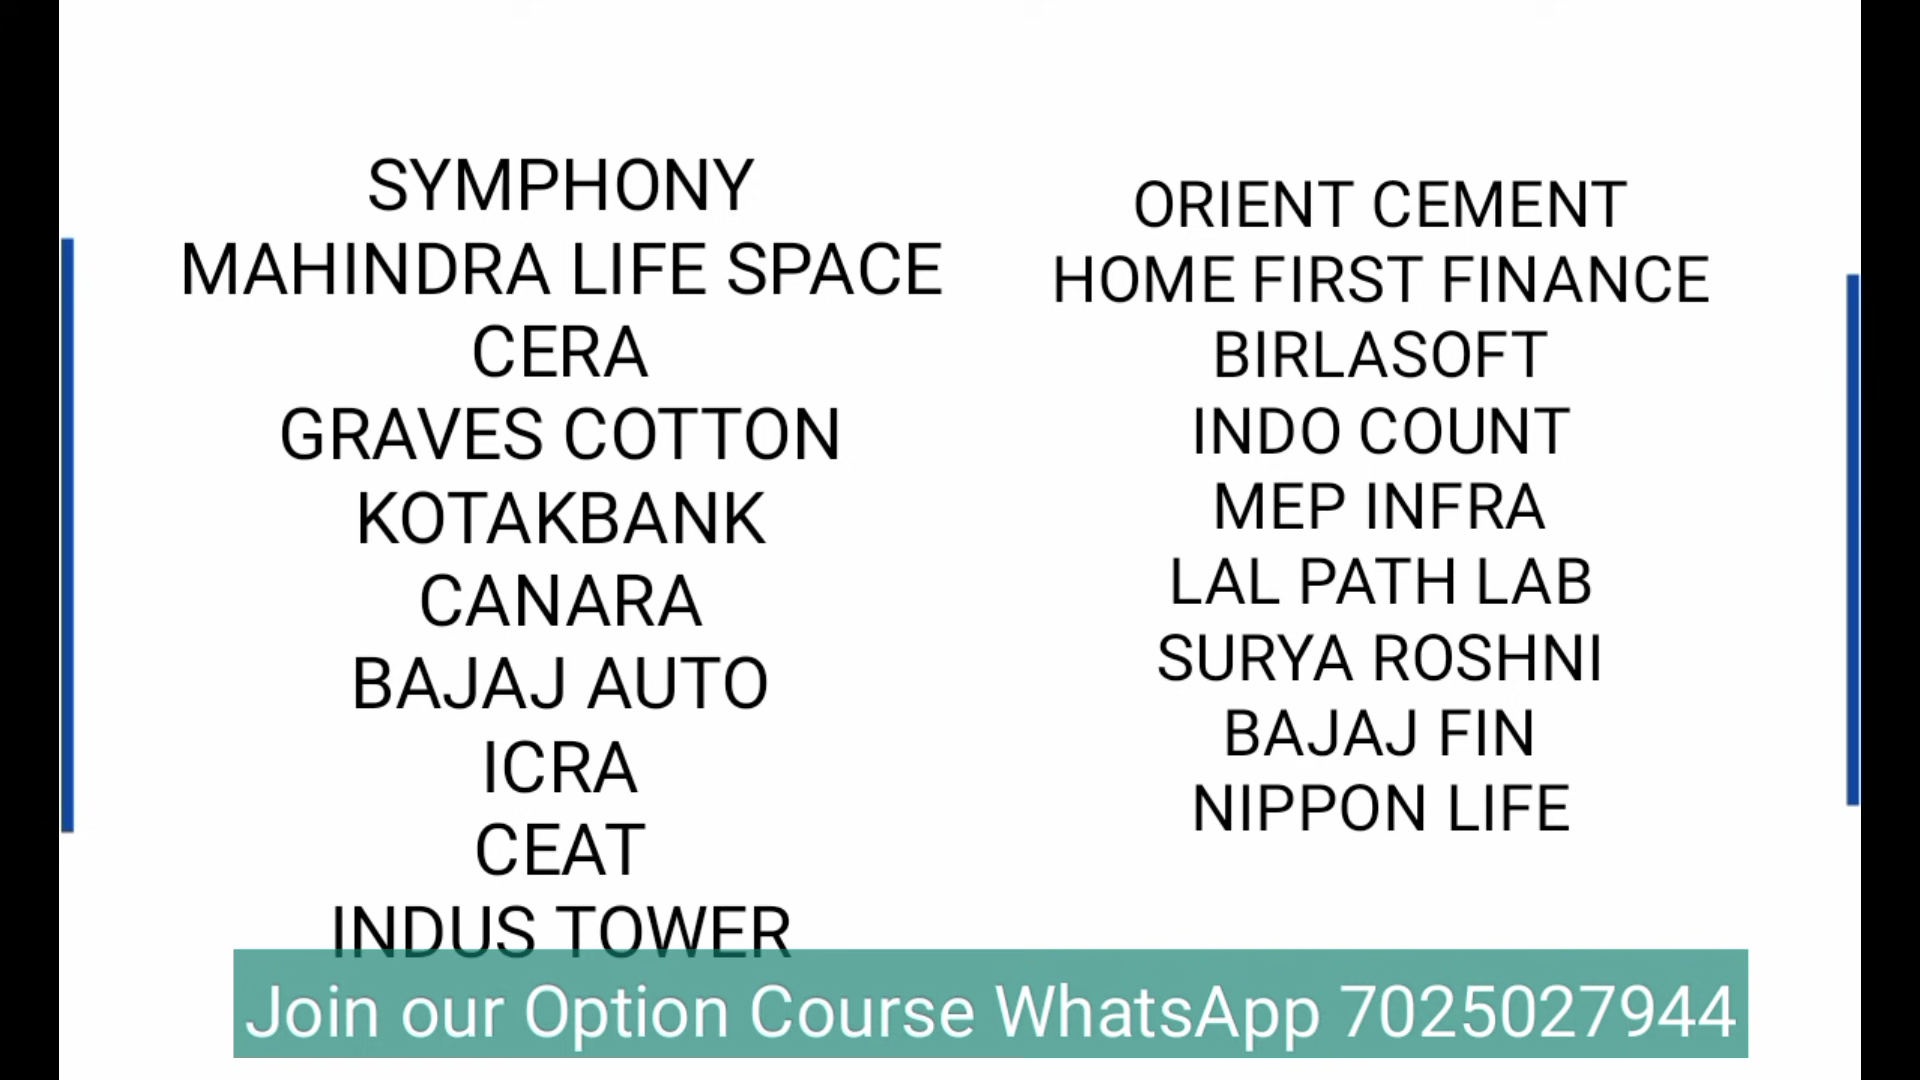 SYMPHONY
MAHINDRA LIFE SPACE
CERA
GRAVES COTTON
KOTAKBANK
CANARA
BAJAJ AUTO
ICRA
CEAT
INDUS TOWER
ORIENT CEMENT
HOME FIRST FINANCE
BIRLASOFT
INDO COUNT
MEP INFRA
LAL PATH LAB
SURYA ROSHNI
BAJAJ FIN
NIPPON LIFE
Join our Option Course WhatsApp 7025027944